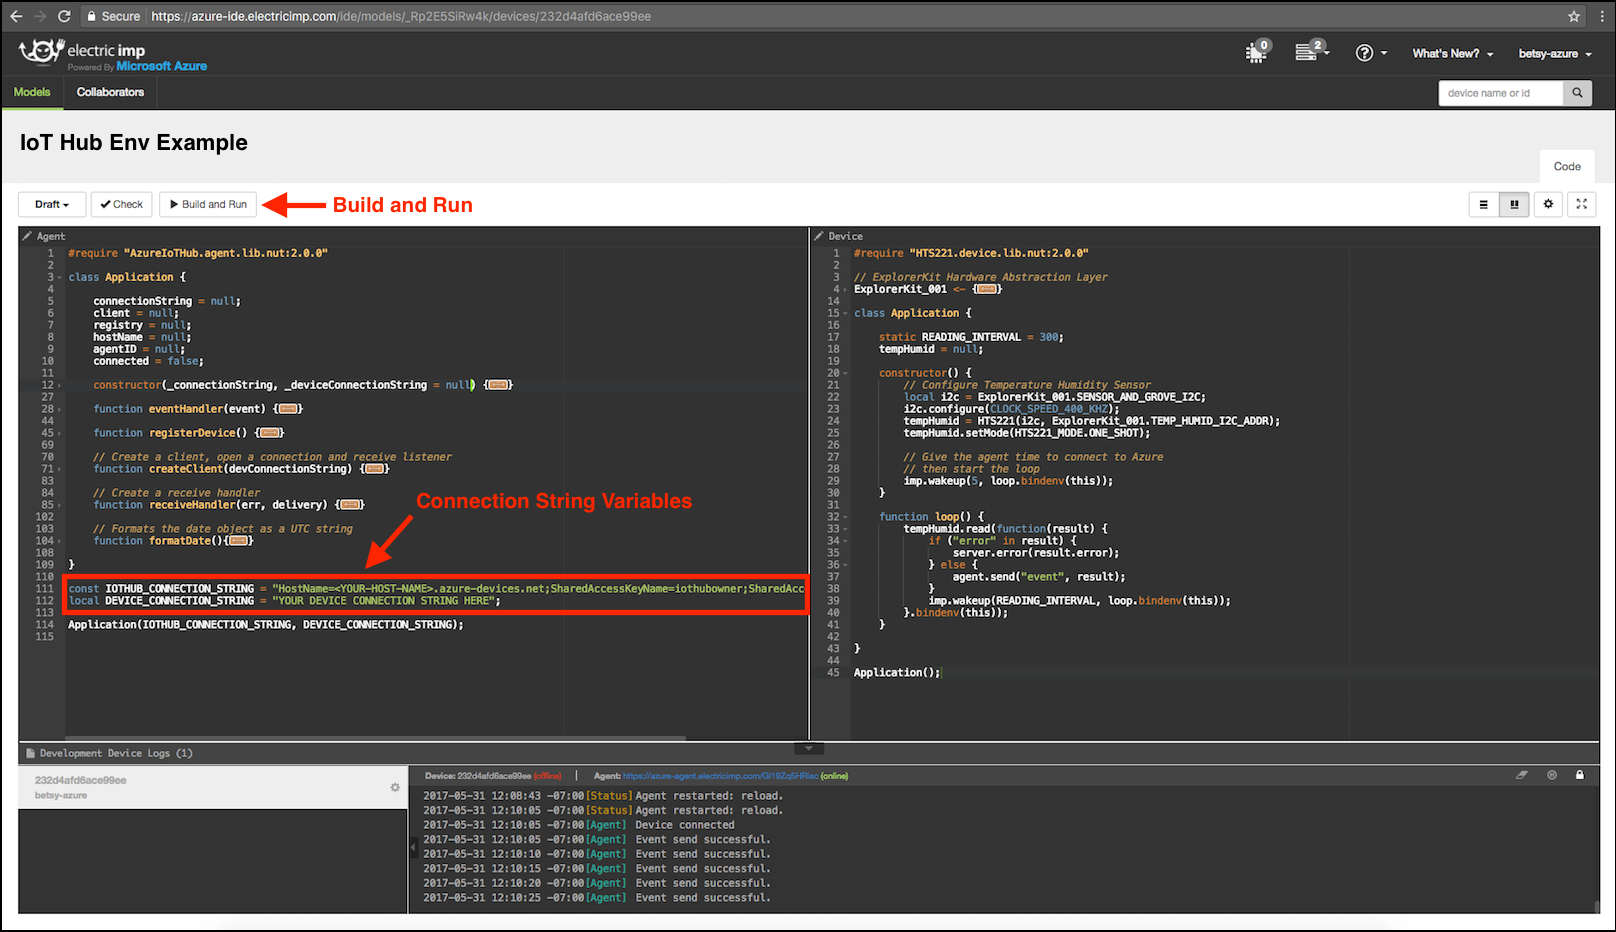 Secure | https://azure-ide.electricimp.com/ide/models/_Rp2E5SiRw4k/devices/232d4afd6ace99ee
electric imp
Powered By Microsoft Azure
0
2
?
What's New?
betsy-azure
Models
Collaborators
device name or id
IoT Hub Env Example
Code
Draft
Check
Build and Run
Build and Run
Agent
1 #require "AzureIoTHub.agent.lib.nut:2.0.0"
2
3 class Application {
4
5 connectionString = null;
6 client = null;
7 registry = null;
8 hostName = null;
9 agentID = null;
10 connected = false;
11
12 constructor(_connectionString, _deviceConnectionString = null) {
27
28 function eventHandler(event) {
44
45 function registerDevice() {
69
70 // Create a client, open a connection and receive listener
71 function createClient(devConnectionString) {
83
84 // Create a receive handler
85 function receiveHandler(err, delivery) {
102
103 // Formats the date object as a UTC string
104 function formatDate(){
108
109 }
110
111 const IOTHUB_CONNECTION_STRING = "HostName=<YOUR-HOST-NAME>.azure-devices.net;SharedAccessKeyName=iothubowner;SharedAcc
112 local DEVICE_CONNECTION_STRING = "YOUR DEVICE CONNECTION STRING HERE";
113
114 Application(IOTHUB_CONNECTION_STRING, DEVICE_CONNECTION_STRING);
115
Connection String Variables
Device
1 #require "HTS221.device.lib.nut:2.0.0"
2
3 // ExplorerKit Hardware Abstraction Layer
4 ExplorerKit_001 <- {
14
15 class Application {
16
17 static READING_INTERVAL = 300;
18 tempHumid = null;
19
20 constructor() {
21 // Configure Temperature Humidity Sensor
22 local i2c = ExplorerKit_001.SENSOR_AND_GROVE_I2C;
23 i2c.configure(CLOCK_SPEED_400_KHZ);
24 tempHumid = HTS221(i2c, ExplorerKit_001.TEMP_HUMID_I2C_ADDR);
25 tempHumid.setMode(HTS221_MODE.ONE_SHOT);
26
27 // Give the agent time to connect to Azure
28 // then start the loop
29 imp.wakeup(5, loop.bindenv(this));
30 }
31
32 function loop() {
33 tempHumid.read(function(result) {
34 if ("error" in result) {
35 server.error(result.error);
36 } else {
37 agent.send("event", result);
38 }
39 imp.wakeup(READING_INTERVAL, loop.bindenv(this));
40 }.bindenv(this));
41 }
42
43 }
44
45 Application();
Development Device Logs (1)
232d4afd6ace99ee
betsy-azure
Device: 232d4afd6ace99ee (offline) | Agent: https://azure-agent.electricimp.com/GI19Zq5HRisc (online)
2017-05-31 12:08:43 -07:00 [Status] Agent restarted: reload.
2017-05-31 12:10:05 -07:00 [Status] Agent restarted: reload.
2017-05-31 12:10:05 -07:00 [Agent] Device connected
2017-05-31 12:10:05 -07:00 [Agent] Event send successful.
2017-05-31 12:10:10 -07:00 [Agent] Event send successful.
2017-05-31 12:10:15 -07:00 [Agent] Event send successful.
2017-05-31 12:10:20 -07:00 [Agent] Event send successful.
2017-05-31 12:10:25 -07:00 [Agent] Event send successful.